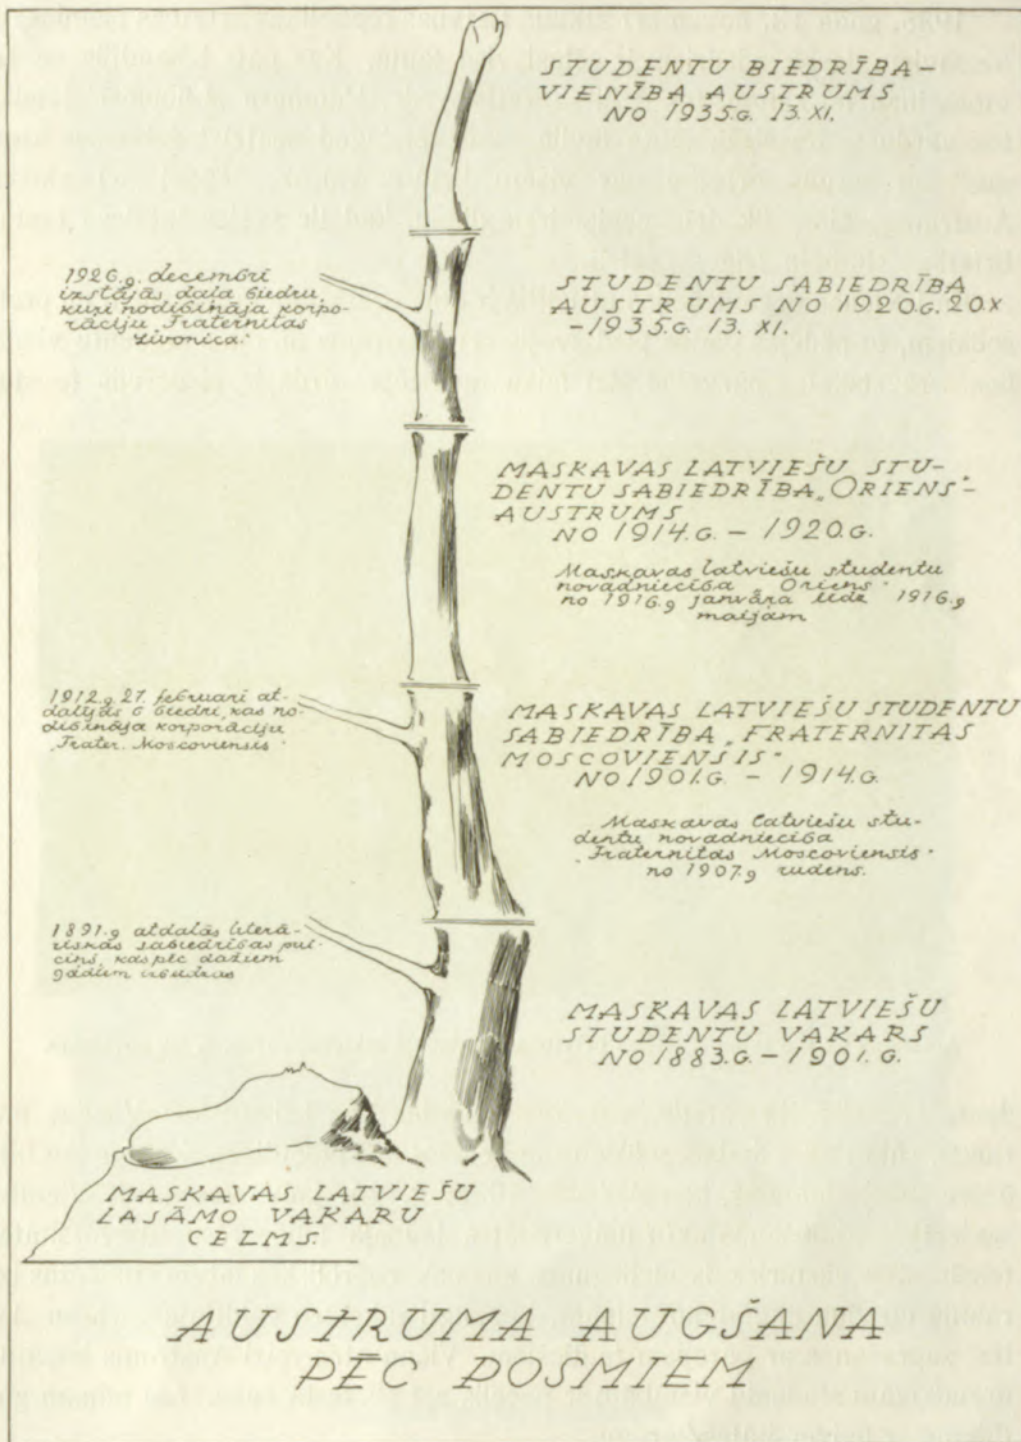 STUDENTU BIEDRĪBA–
VIENĪBA AUSTRUMS
NO 1935.G. 13. XI.
1926.g. decembrī
izstājās daļa biedru,
kuŗi nodibināja korpo-
rāciju „Fraternitas
Livonica“
STUDENTU SABIEDRĪBA
AUSTRUMS NO 1920.G. 20.X
–1935.G. 13. XI.
MASKAVAS LATVIEŠU STU-
DENTU SABIEDRĪBA „ORIENS“–
AUSTRUMS
NO 1914.G. – 1920.G.
Maskavas latviešu studentu
novadniecība „Oriens“
no 1916.g janvāŗa līdz 1916.g
maijam
1912.g 27. februarī at-
dalījās 6 biedri, kas no-
dibināja korporāciju
„Frater. Moscoviensis“
MASKAVAS LATVIEŠU STUDENTU
SABIEDRĪBA „FRATERNITAS
MOSCOVIENSIS“
NO 1901.G. – 1914.G.
Maskavas latviešu stu-
dentu novadniecība
„Fraternitas Moscoviensis“
no 1907.g rudens.
1891.g atdalās literā-
riskās sabiedrības pul-
ciņš, kas pēc dažiem
gadiem izbeidzas
MASKAVAS LATVIEŠU
STUDENTU VAKARS
NO 1883.G. – 1901.G.
MASKAVAS LATVIEŠU
LASĀMO VAKARU
CELMS.
AUSTRUMA AUGŠANA
PĒC POSMIEM